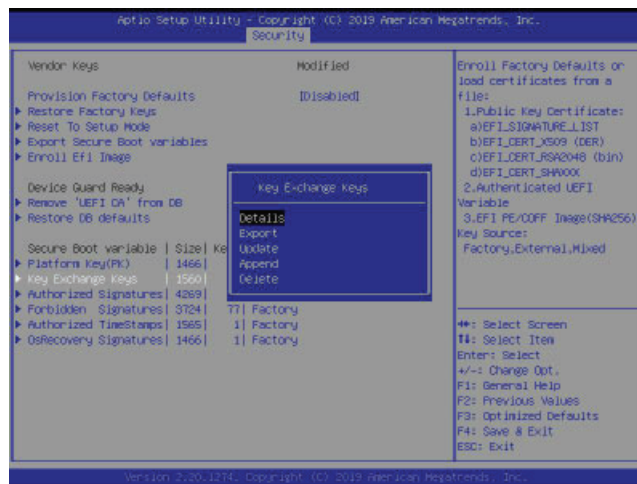 Aptio Setup Utility – Copyright (C) 2019 American Megatrends, Inc.
Security
Vendor Keys Modified
Provision Factory Defaults [Disabled]
Restore Factory Keys
Reset To Setup Mode
Export Secure Boot variables
Enroll Efi Image
Device Guard Ready
Remove 'UEFI CA' from DB
Restore DB defaults
Secure Boot variable | Size| Ke
Platform Key(PK) | 1466|
Key Exchange Keys | 1560|
Authorized Signatures| 4269|
Forbidden Signatures| 3724| 77| Factory
Authorized TimeStamps| 1565| 1| Factory
OsRecovery Signatures| 1466| 1| Factory
Key Exchange Keys
Details
Export
Update
Append
Delete
Enroll Factory Defaults or
load certificates from a
file:
1.Public Key Certificate:
a)EFI_SIGNATURE_LIST
b)EFI_CERT_X509 (DER)
c)EFI_CERT_RSA2048 (bin)
d)EFI_CERT_SHAXXX
2.Authenticated UEFI
Variable
3.EFI PE/COFF Image(SHA256)
Key Source:
Factory,External,Mixed
↔: Select Screen
↑↓: Select Item
Enter: Select
+/-: Change Opt.
F1: General Help
F2: Previous Values
F3: Optimized Defaults
F4: Save & Exit
ESC: Exit
Version 2.20.1274. Copyright (C) 2019 American Megatrends, Inc.